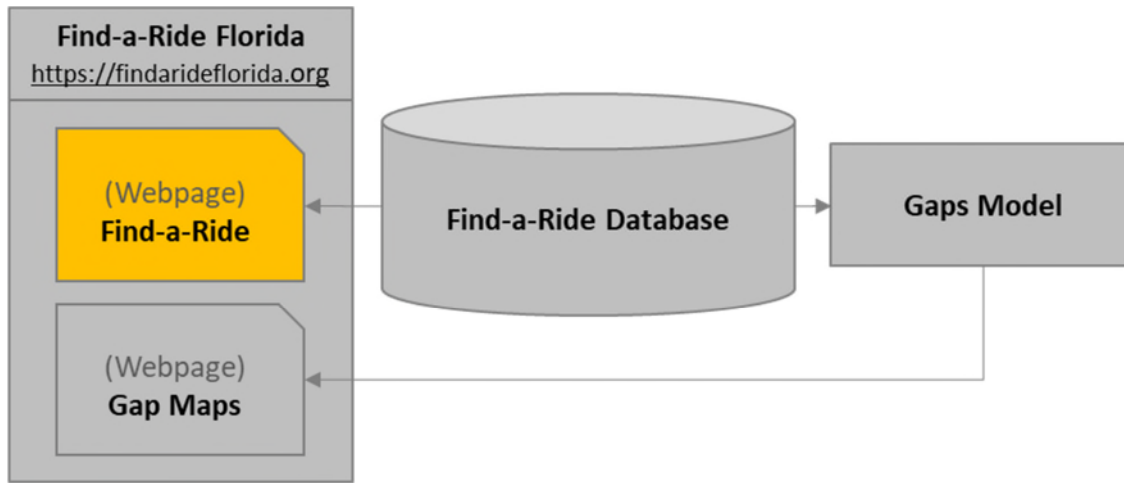 Find-a-Ride Florida
https://findarideflorida.org
(Webpage)
Find-a-Ride
(Webpage)
Gap Maps
Find-a-Ride Database
Gaps Model